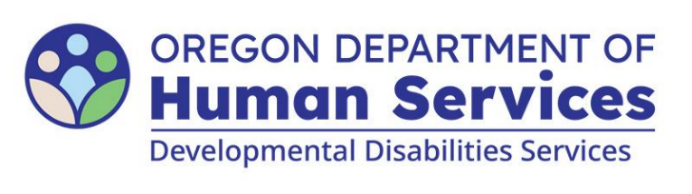 OREGON DEPARTMENT OF
Human Services
Developmental Disabilities Services